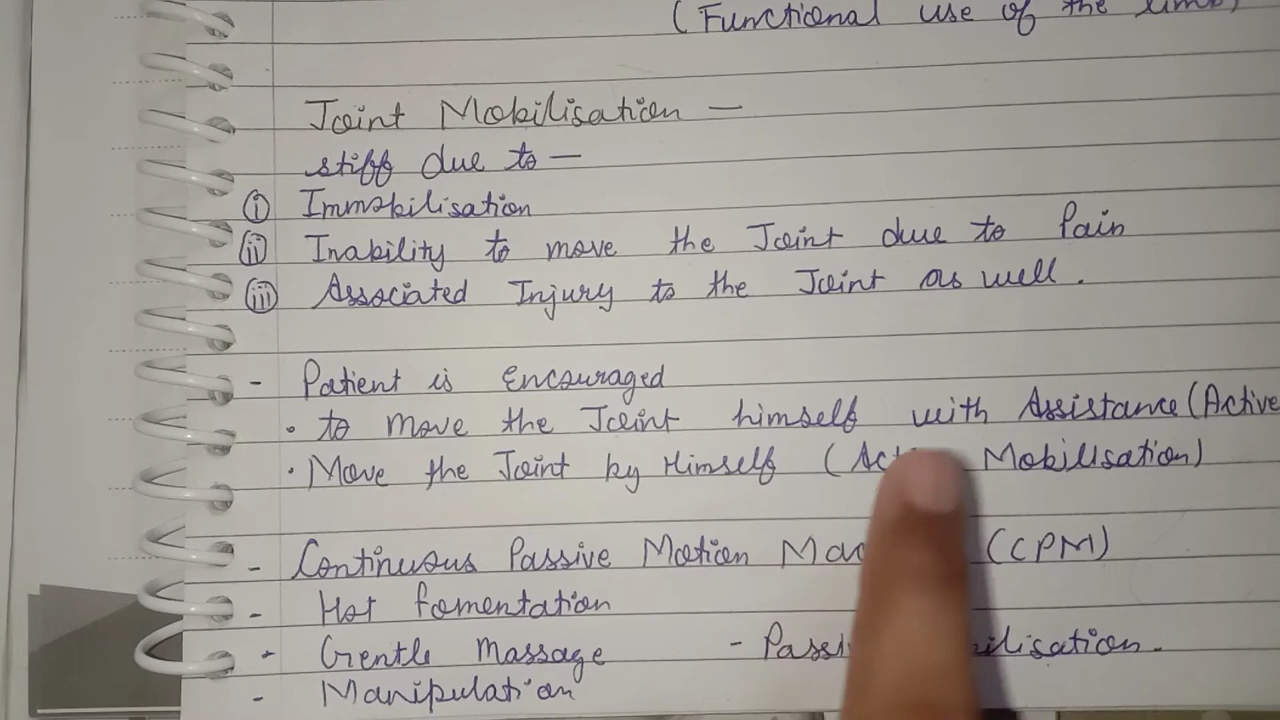 (Functional use of the limb)
Joint Mobilisation —
stiff due to —
(i) Immobilisation
(ii) Inability to move the Joint due to Pain
(iii) Associated Injury to the Joint as well.
- Patient is Encouraged
• to move the Joint himself with Assistance (Active
• Move the Joint by Himself ( Mobilisation)
- Continuous Passive Motion (CPM)
- Hot fomentation
- Gentle Massage -
- Manipulation